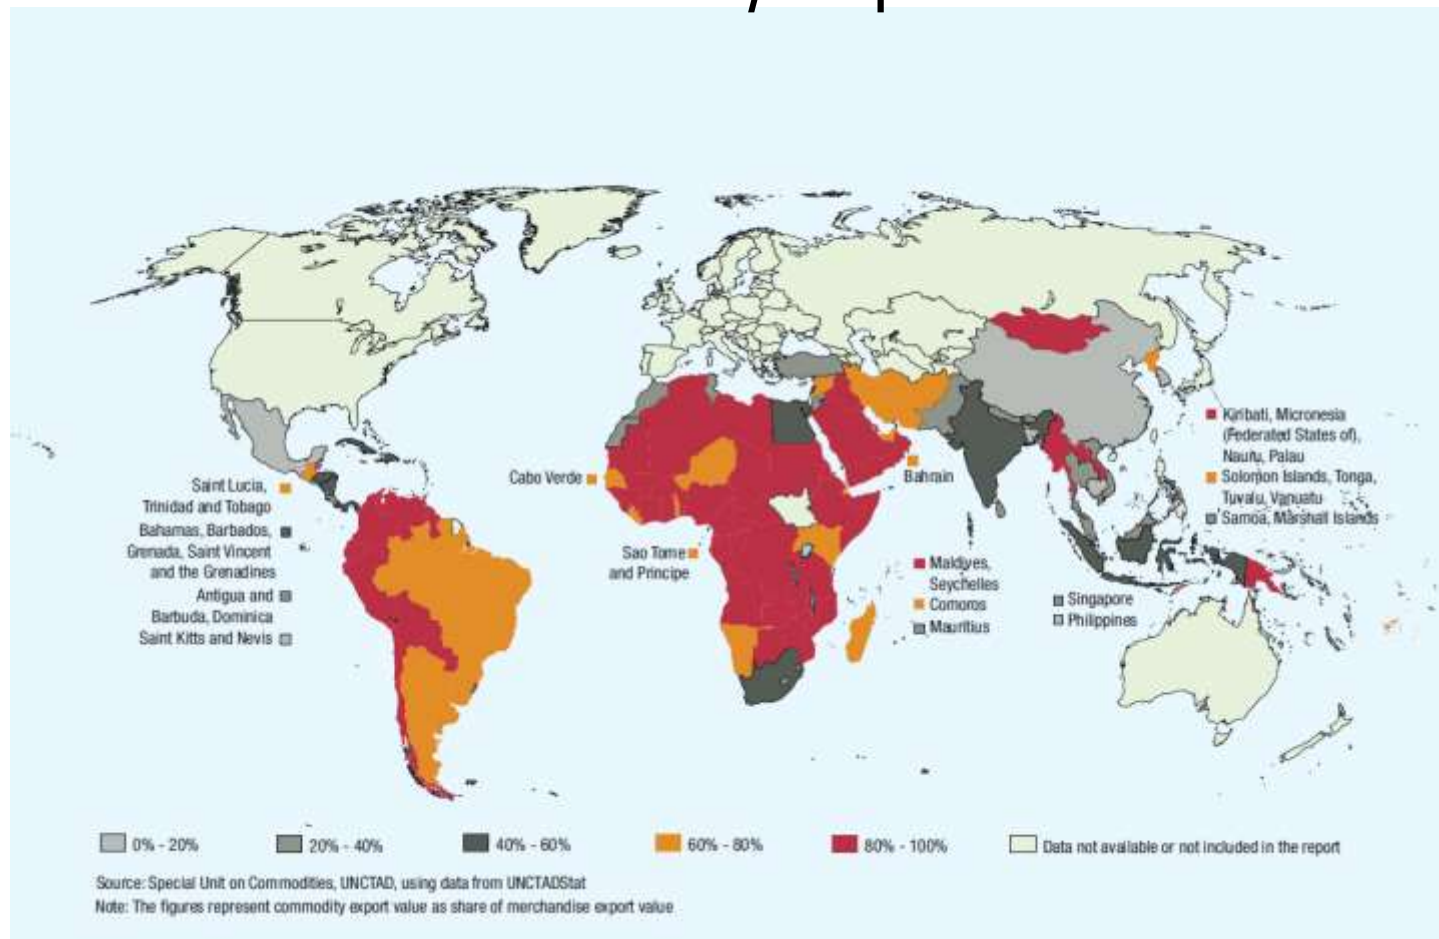 Saint Lucia,
Trinidad and Tobago
Bahamas, Barbados,
Grenada, Saint Vincent
and the Grenadines
Antigua and
Barbuda, Dominica
Saint Kitts and Nevis
Cabo Verde
Sao Tome
and Principe
Bahrain
Maldives,
Seychelles
Comoros
Mauritius
Singapore
Philippines
Kiribati, Micronesia
(Federated States of),
Nauru, Palau
Solomon Islands, Tonga,
Tuvalu, Vanuatu
Samoa, Marshall Islands
0% - 20%
20% - 40%
40% - 60%
60% - 80%
80% - 100%
Data not available or not included in the report
Source: Special Unit on Commodities, UNCTAD, using data from UNCTADStat
Note: The figures represent commodity export value as share of merchandise export value